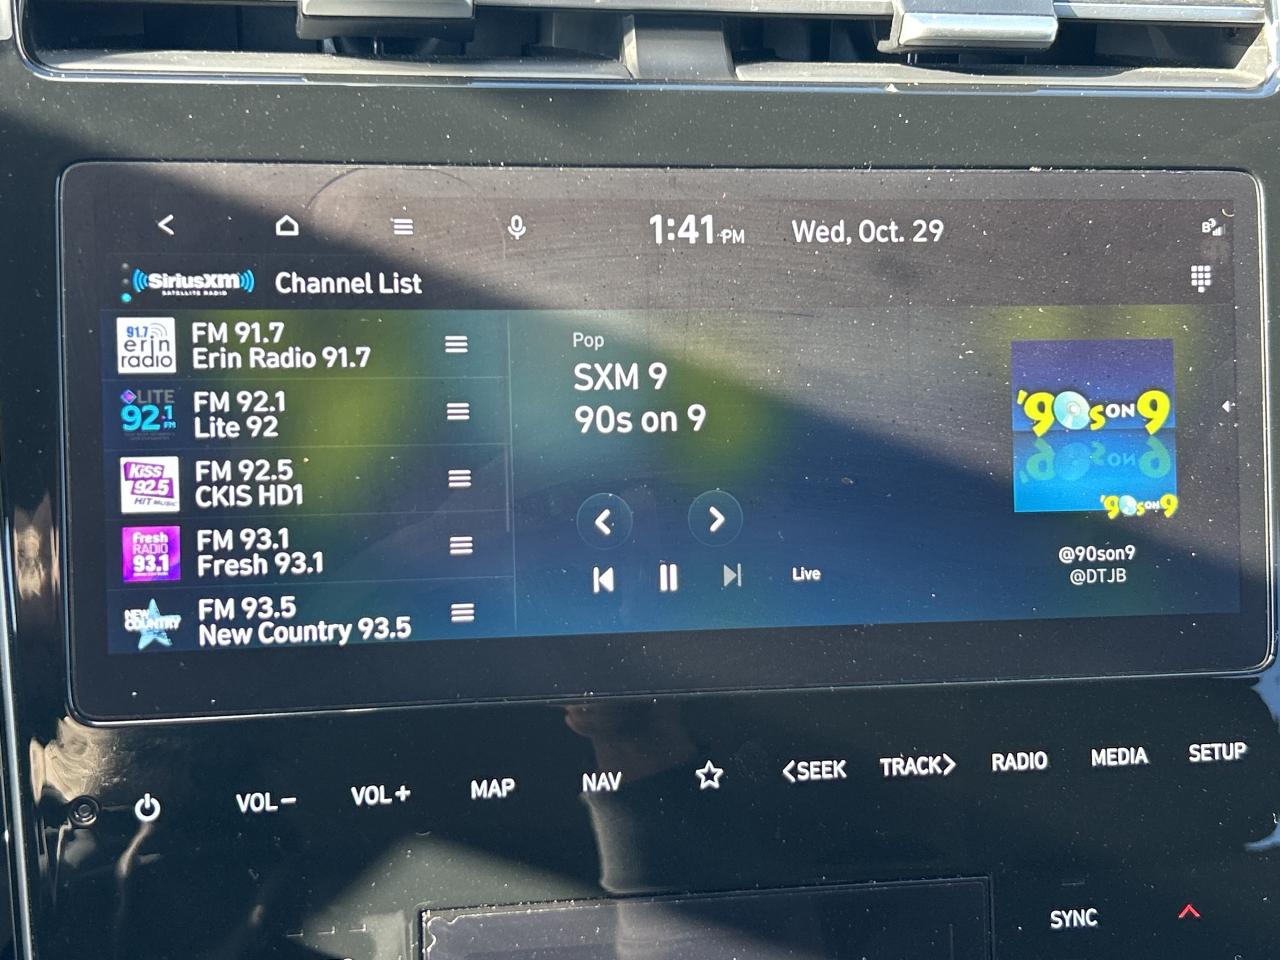 1:41 PM
Wed, Oct. 29
SiriusXM
SATELLITE RADIO
Channel List
91.7
erin
radio
FM 91.7
Erin Radio 91.7
LITE
92.1
FM
FM 92.1
Lite 92
KiSS
92.5
HIT MUSIC
FM 92.5
CKIS HD1
fresh
RADIO
93.1
FM 93.1
Fresh 93.1
NEW
COUNTRY
FM 93.5
New Country 93.5
Pop
SXM 9
90s on 9
Live
'90s ON 9
'90s ON 9
@90son9
@DTJB
VOL-
VOL+
MAP
NAV
<SEEK
TRACK>
RADIO
MEDIA
SETUP
SYNC